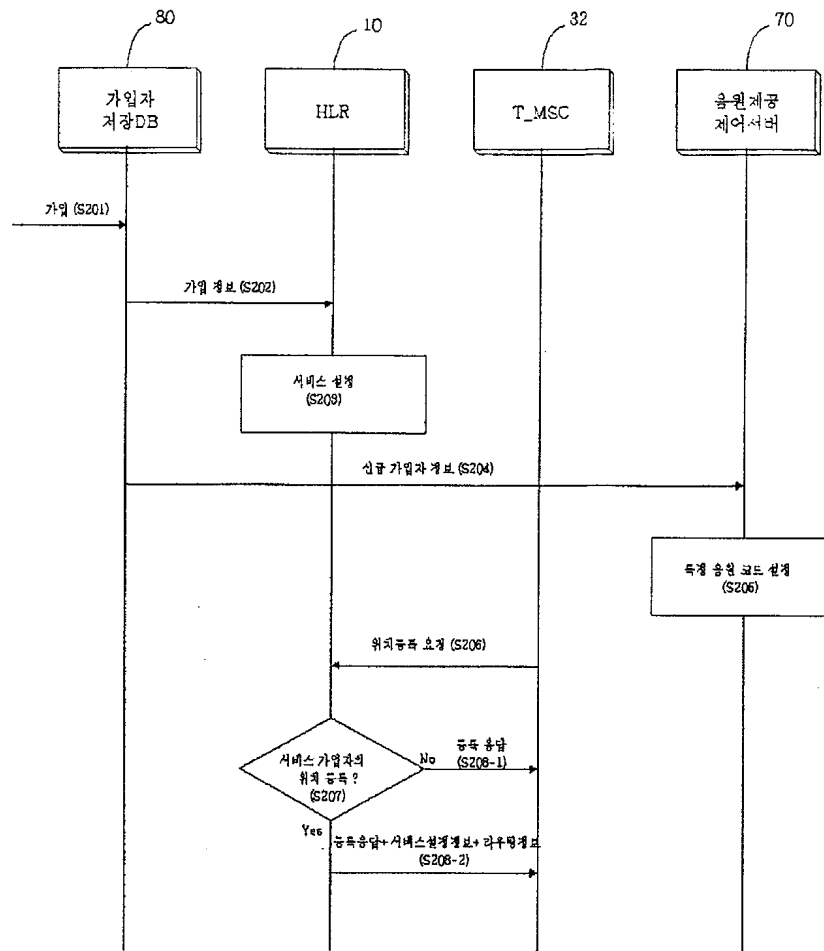 80
10
32
70
가입자
저장DB
HLR
T_MSC
음원제공
제어서버
가입 (S201)
가입 정보 (S202)
서비스 설정
(S203)
신규 가입자 정보 (S204)
특정 음원 코드 설정
(S205)
위치등록 요청 (S206)
서비스 가입자의
위치 등록 ?
(S207)
No
등록 응답
(S208-1)
Yes
등록응답+서비스설정정보+라우팅정보
(S208-2)